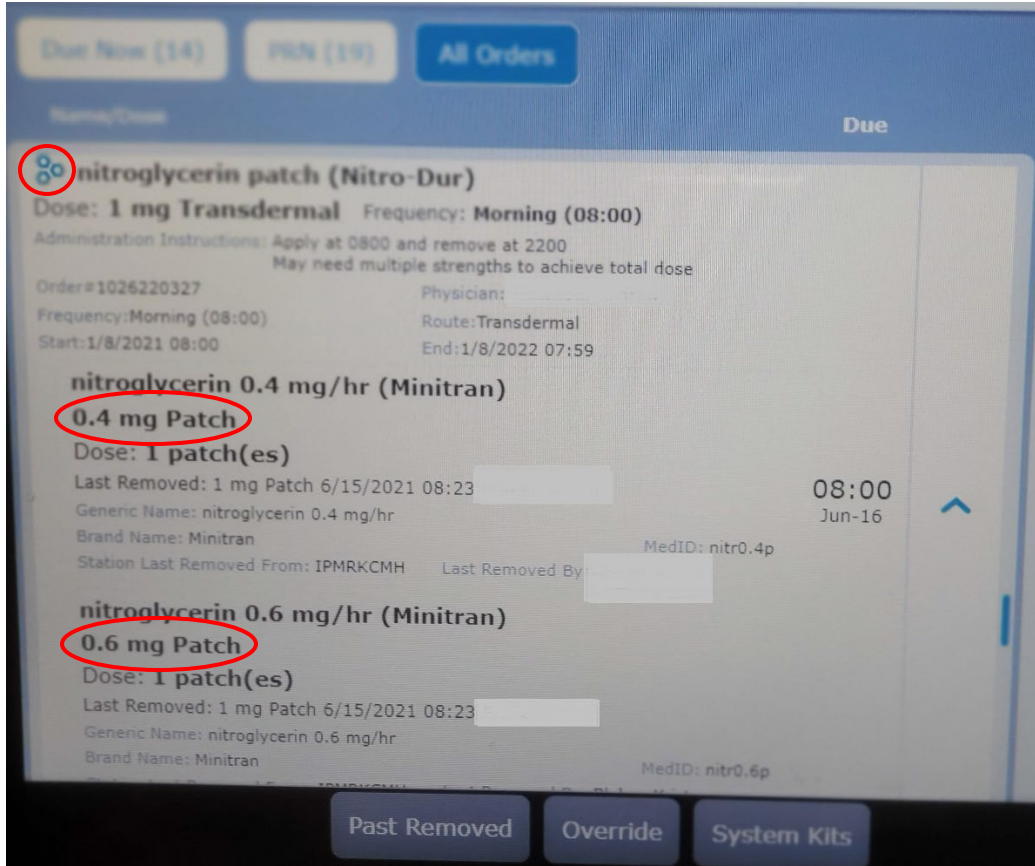 Due Now (14) PRN (19) All Orders
Name/Dose Due
nitroglycerin patch (Nitro-Dur)
Dose: 1 mg Transdermal Frequency: Morning (08:00)
Administration Instructions: Apply at 0800 and remove at 2200
May need multiple strengths to achieve total dose
Order#1026220327 Physician:
Frequency:Morning (08:00) Route:Transdermal
Start:1/8/2021 08:00 End:1/8/2022 07:59
nitroglycerin 0.4 mg/hr (Minitran)
0.4 mg Patch
Dose: 1 patch(es)
Last Removed: 1 mg Patch 6/15/2021 08:23 08:00
Generic Name: nitroglycerin 0.4 mg/hr Jun-16
Brand Name: Minitran MedID: nitr0.4p
Station Last Removed From: IPMRKCMH Last Removed By:
nitroglycerin 0.6 mg/hr (Minitran)
0.6 mg Patch
Dose: 1 patch(es)
Last Removed: 1 mg Patch 6/15/2021 08:23
Generic Name: nitroglycerin 0.6 mg/hr
Brand Name: Minitran MedID: nitr0.6p
Past Removed Override System Kits